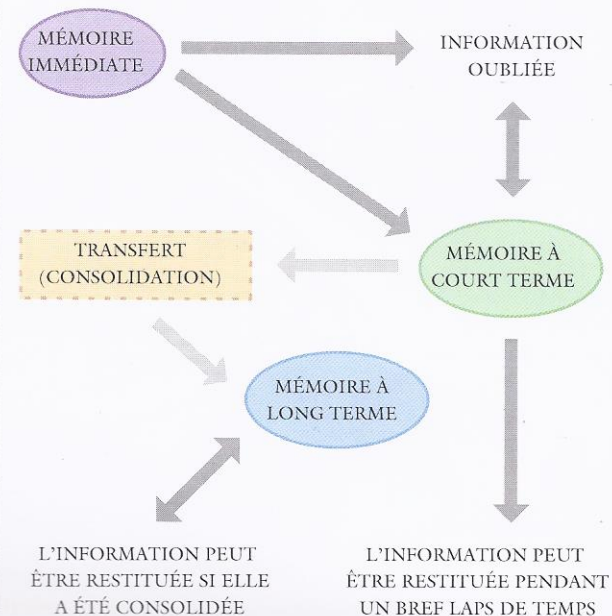 MÉMOIRE
IMMÉDIATE
INFORMATION
OUBLIÉE
TRANSFERT
(CONSOLIDATION)
MÉMOIRE À
COURT TERME
MÉMOIRE À
LONG TERME
L'INFORMATION PEUT
ÊTRE RESTITUÉE SI ELLE
A ÉTÉ CONSOLIDÉE
L'INFORMATION PEUT
ÊTRE RESTITUÉE PENDANT
UN BREF LAPS DE TEMPS